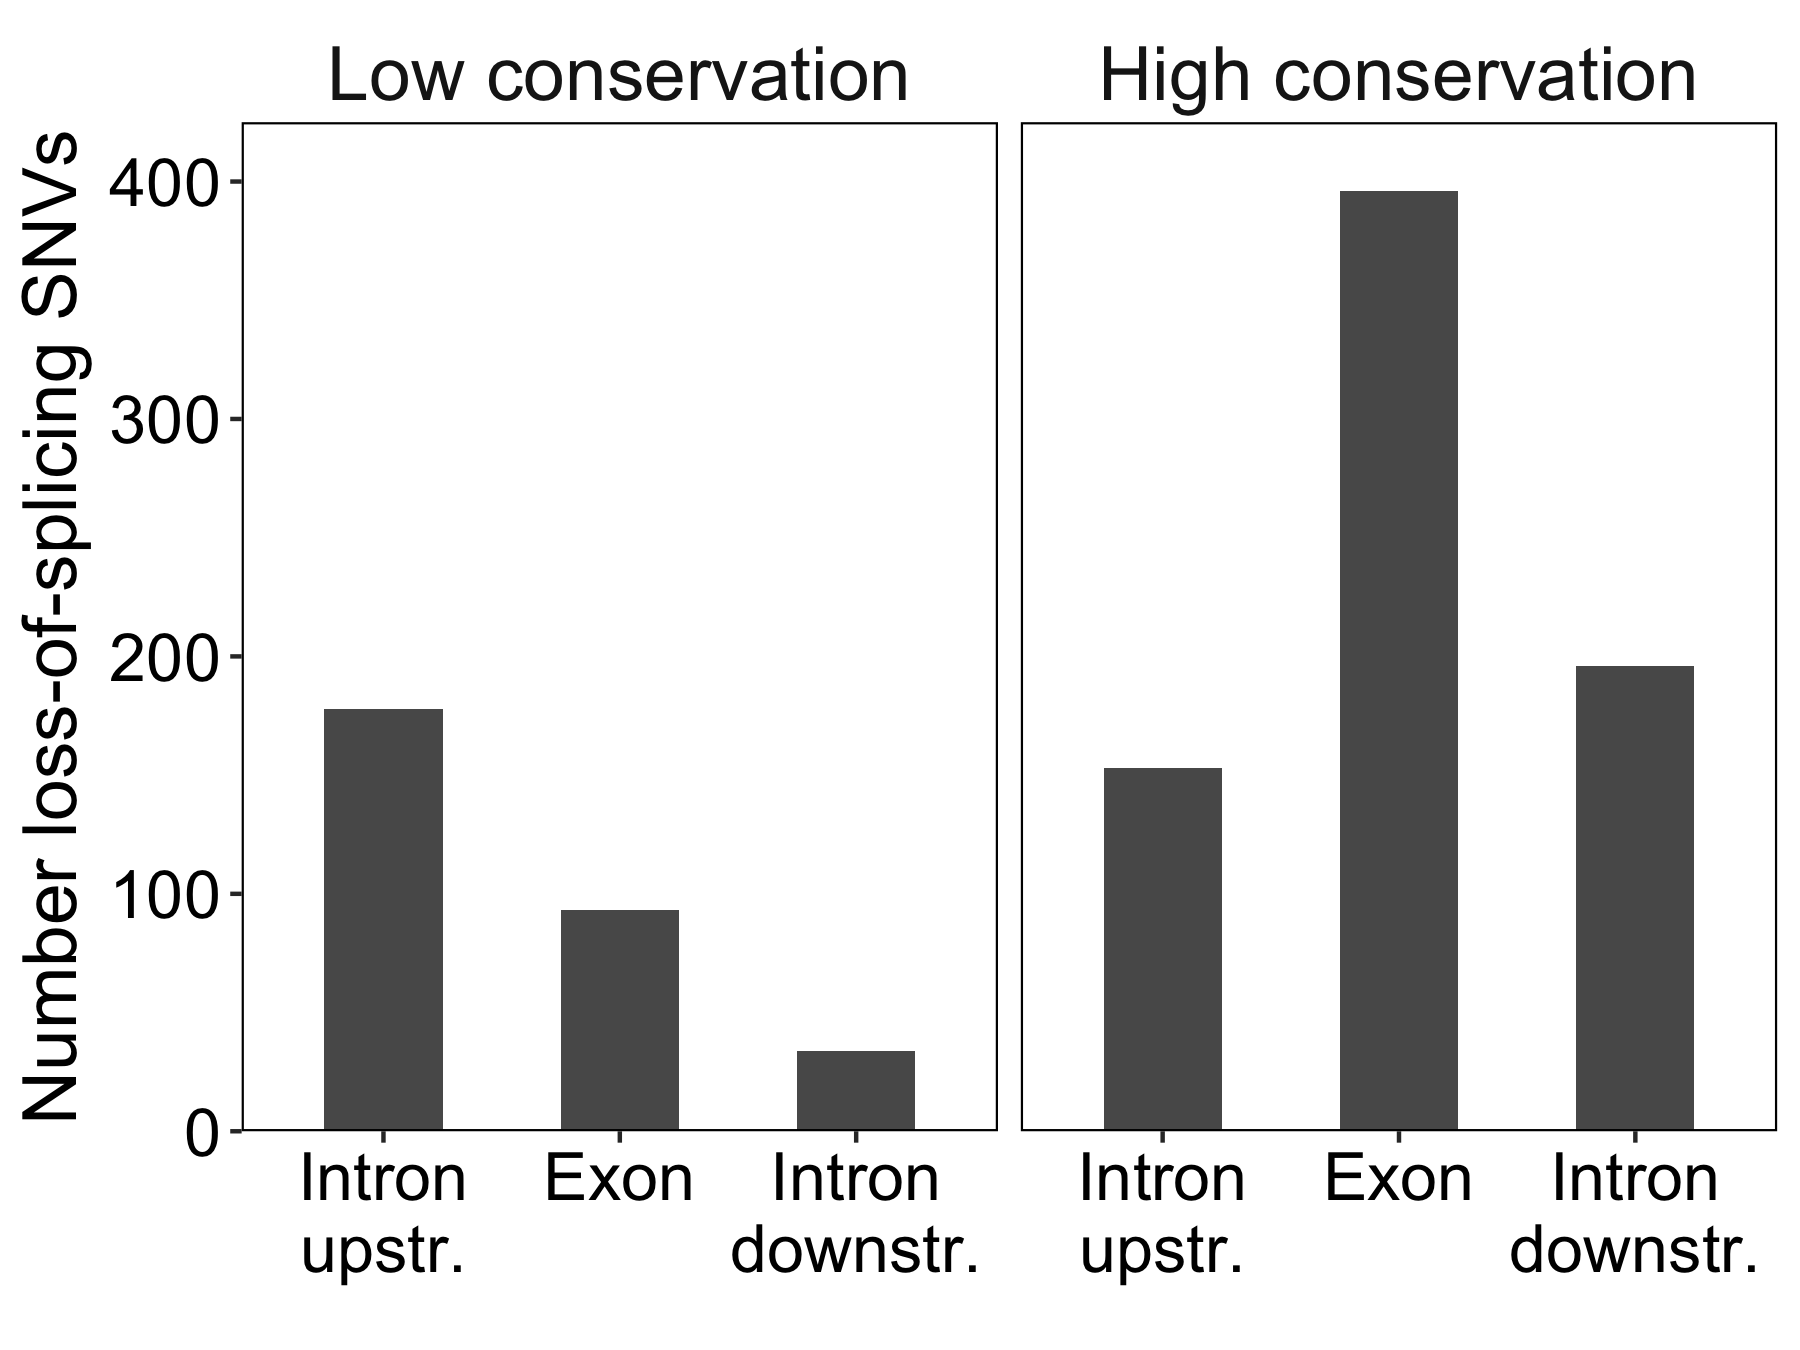 Low conservation
High conservation
Number loss-of-splicing SNVs
400
300
200
100
0
Intron
upstr.
Exon
Intron
downstr.
Intron
upstr.
Exon
Intron
downstr.